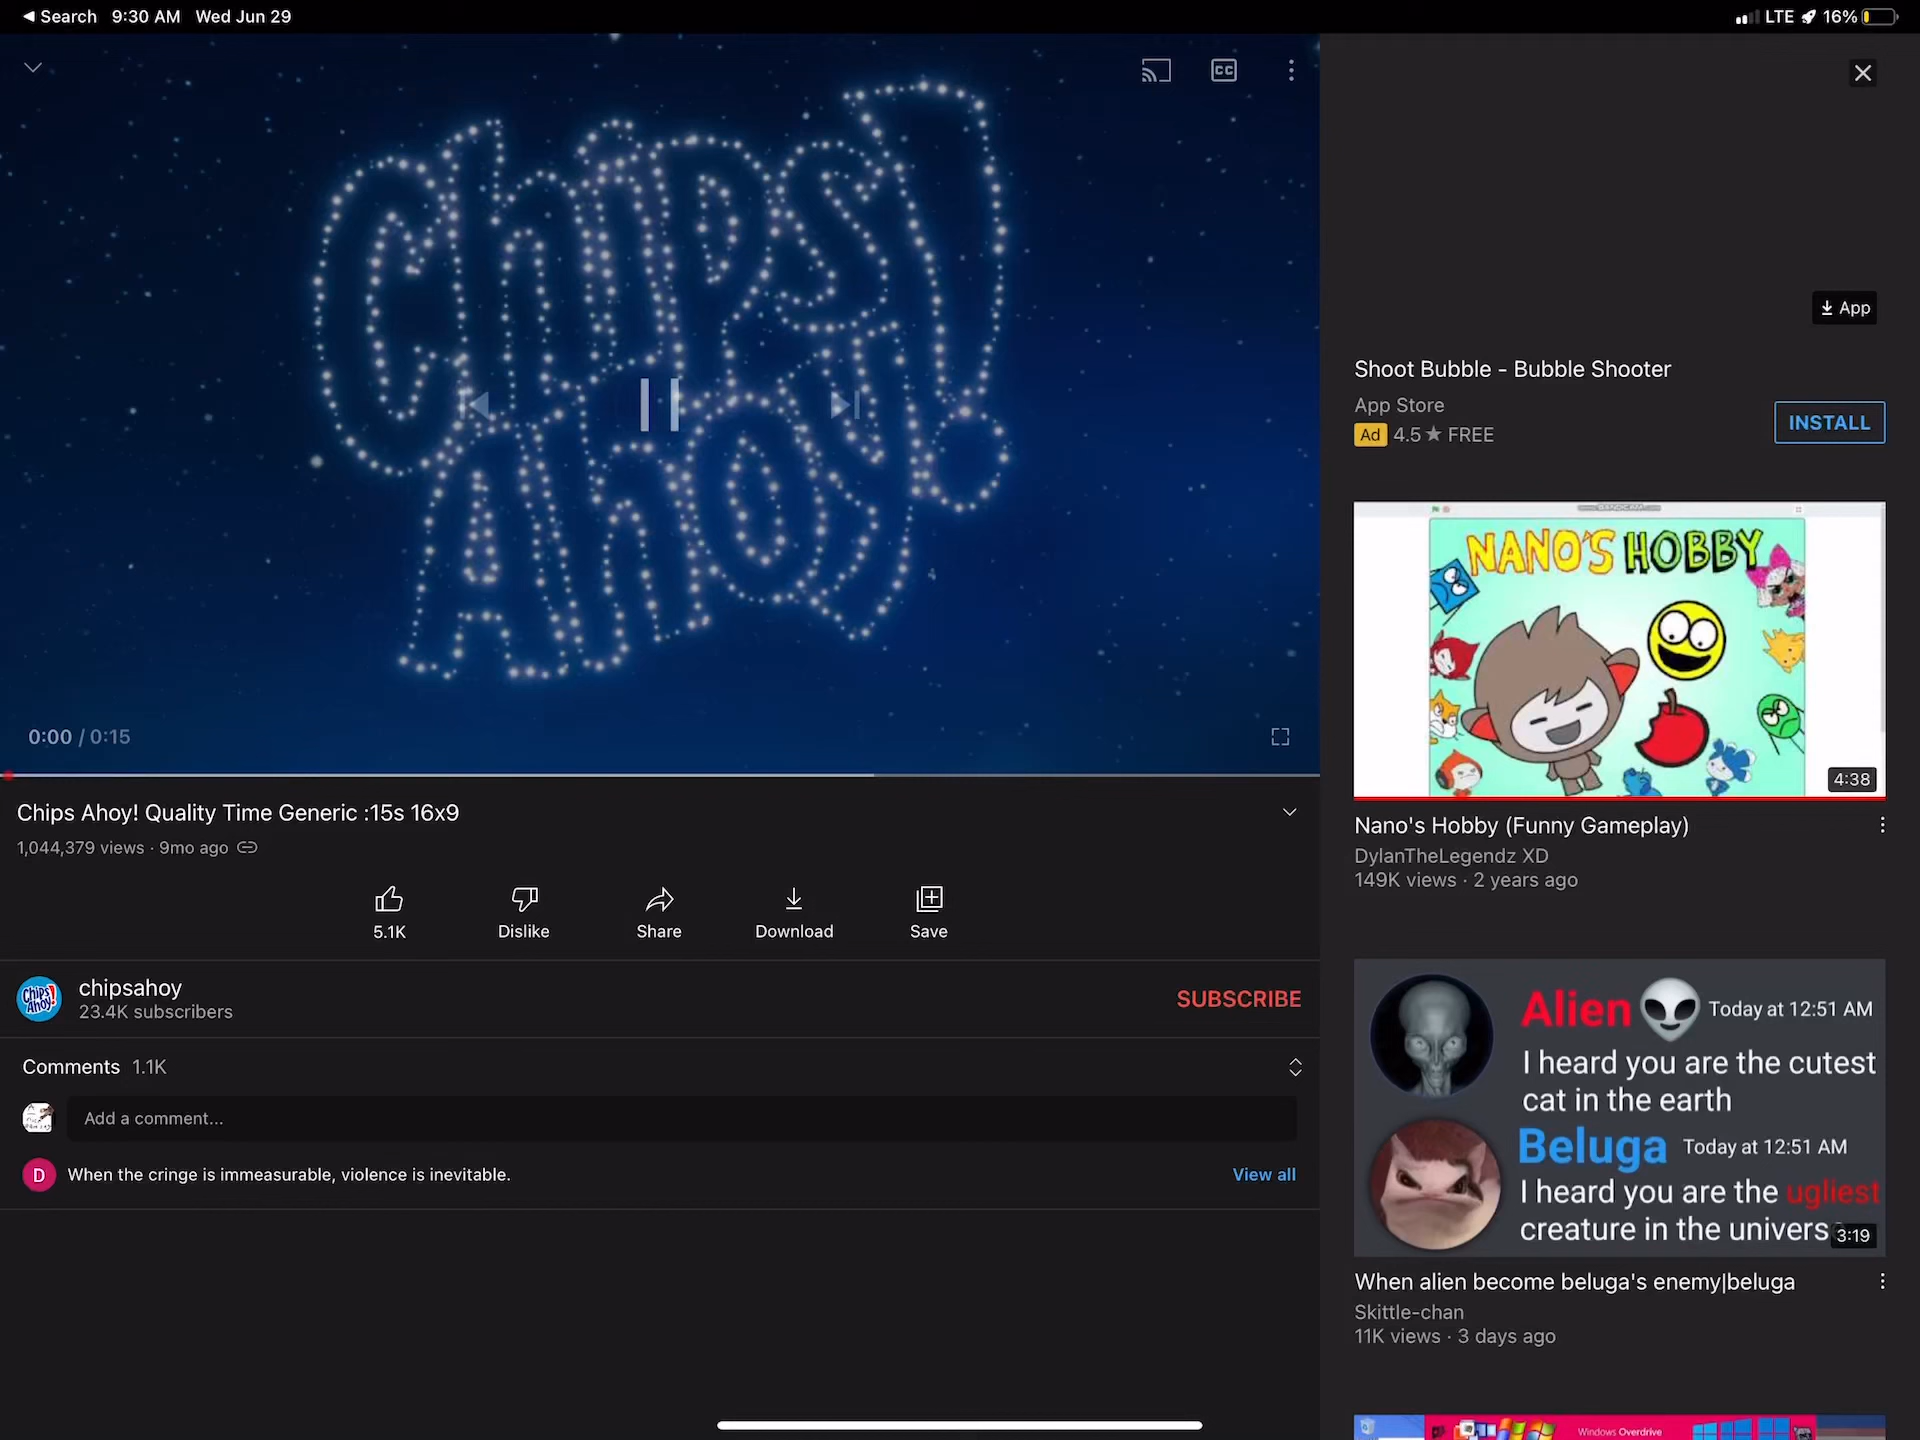 Search 9:30 AM Wed Jun 29
LTE 16%
CC
Chips
Ahoy!
0:00 / 0:15
Chips Ahoy! Quality Time Generic :15s 16x9
1,044,379 views · 9mo ago
5.1K
Dislike
Share
Download
Save
Chips Ahoy!
chipsahoy
23.4K subscribers
SUBSCRIBE
Comments 1.1K
Add a comment...
D
When the cringe is immeasurable, violence is inevitable.
View all
App
Shoot Bubble - Bubble Shooter
App Store
Ad 4.5★ FREE
INSTALL
NANO'S HOBBY
4:38
Nano's Hobby (Funny Gameplay)
DylanTheLegendz XD
149K views · 2 years ago
Alien Today at 12:51 AM
I heard you are the cutest
cat in the earth
Beluga Today at 12:51 AM
I heard you are the ugliest
creature in the univers
3:19
When alien become beluga's enemy|beluga
Skittle-chan
11K views · 3 days ago
Windows Overdrive